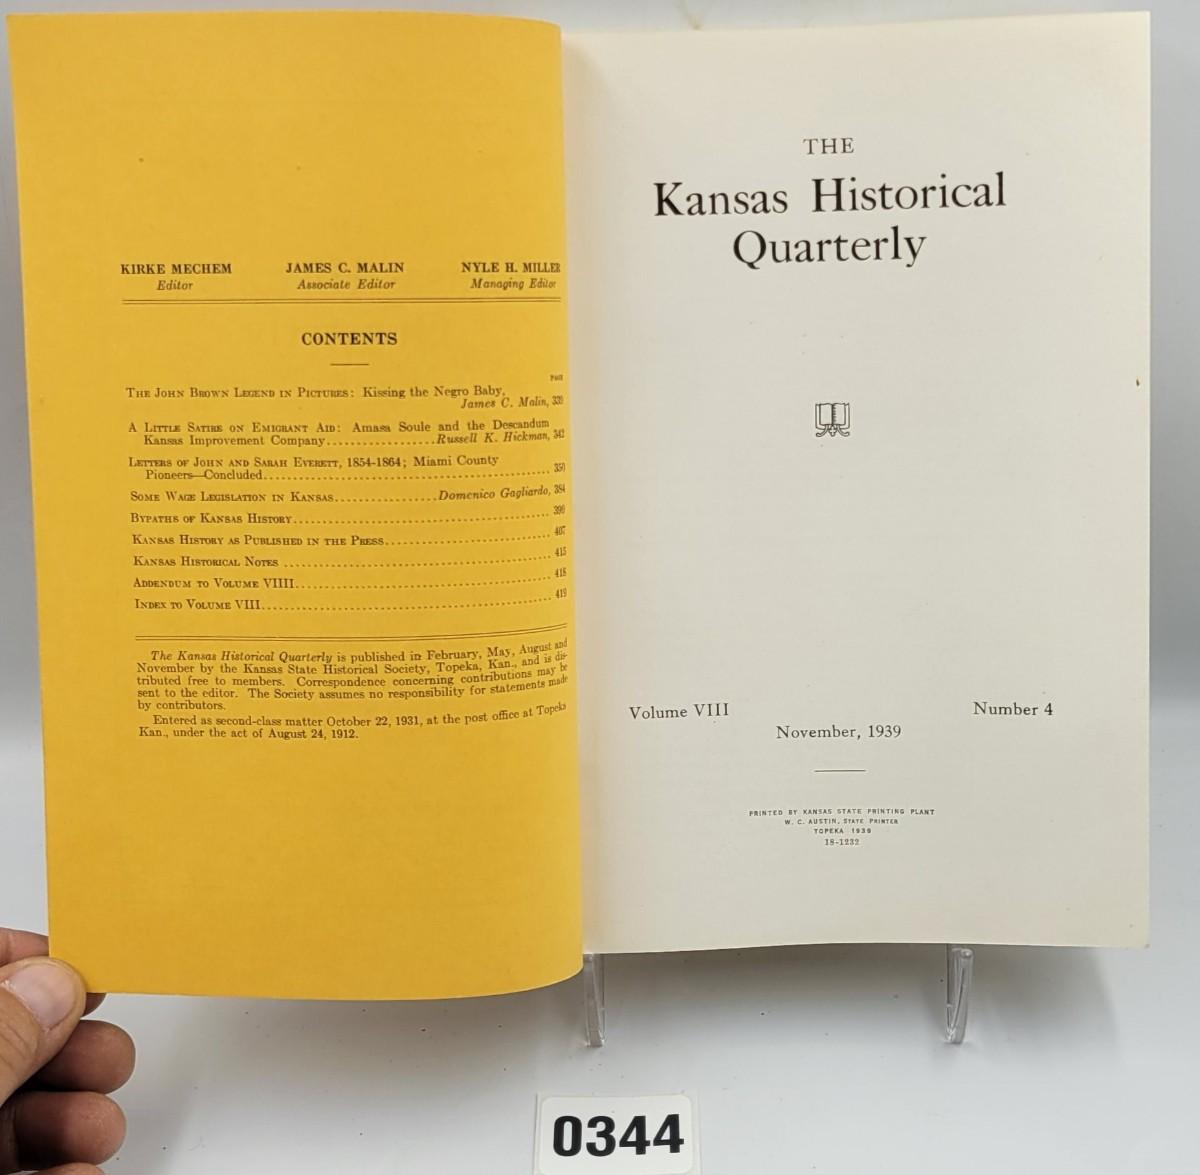 KIRKE MECHEM JAMES C. MALIN NYLE H. MILLER
Editor Associate Editor Managing Editor
CONTENTS
PAGE
THE JOHN BROWN LEGEND IN PICTURES: Kissing the Negro Baby,
James C. Malin, 339
A LITTLE SATIRE ON EMIGRANT AID: Amasa Soule and the Descandum
Kansas Improvement Company.................Russell K. Hickman, 342
LETTERS OF JOHN AND SARAH EVERETT, 1854-1864; Miami County
Pioneers—Concluded................................................. 350
SOME WAGE LEGISLATION IN KANSAS................Domenico Gagliardo, 384
BYPATHS OF KANSAS HISTORY............................................
KANSAS HISTORY AS PUBLISHED IN THE PRESS............................ 407
KANSAS HISTORICAL NOTES ............................................. 415
ADDENDUM TO VOLUME VIIII............................................. 418
INDEX TO VOLUME VIII................................................. 419
The Kansas Historical Quarterly is published in February, May, August and
November by the Kansas State Historical Society, Topeka, Kan., and is dis-
tributed free to members. Correspondence concerning contributions may be
sent to the editor. The Society assumes no responsibility for statements made
by contributors.
Entered as second-class matter October 22, 1931, at the post office at Topeka
Kan., under the act of August 24, 1912.
THE
Kansas Historical
Quarterly
Volume VIII Number 4
November, 1939
PRINTED BY KANSAS STATE PRINTING PLANT
W. C. AUSTIN, STATE PRINTER
TOPEKA 1939
18-1232
0344